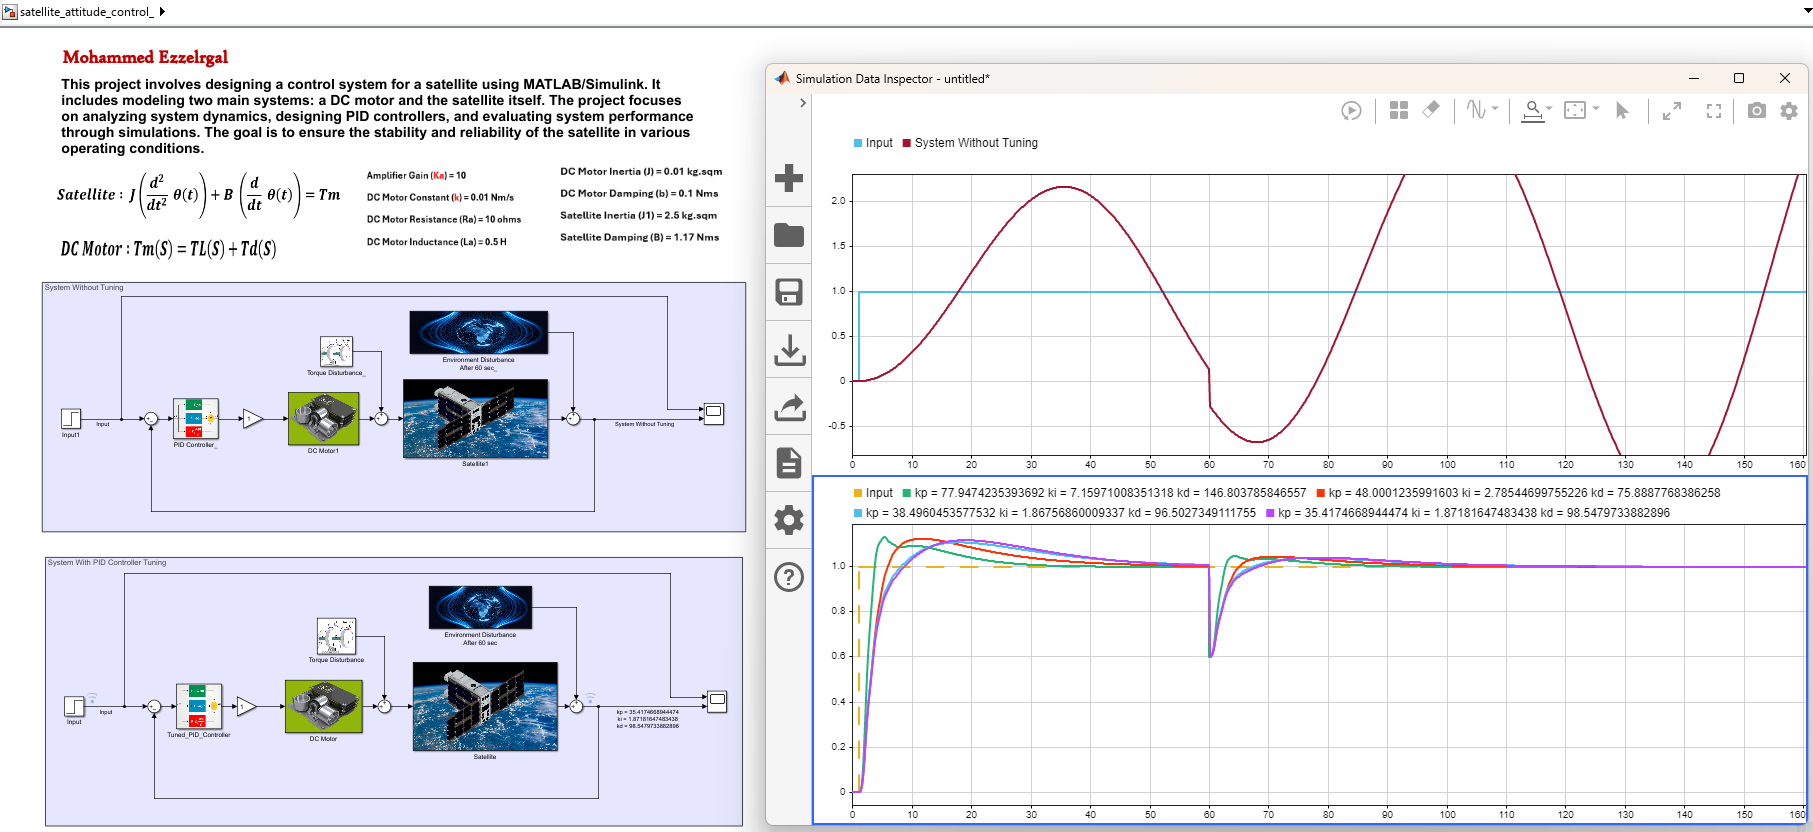 satellite_attitude_control_
Mohammed Ezzelrgal
This project involves designing a control system for a satellite using MATLAB/Simulink. It
includes modeling two main systems: a DC motor and the satellite itself. The project focuses
on analyzing system dynamics, designing PID controllers, and evaluating system performance
through simulations. The goal is to ensure the stability and reliability of the satellite in various
operating conditions.
Satellite : J(d²/dt² θ(t)) + B (d/dt θ(t)) = Tm
DC Motor : Tm(S) = TL(S) + Td(S)
Amplifier Gain (Ka) = 10
DC Motor Constant (k) = 0.01 Nm/s
DC Motor Resistance (Ra) = 10 ohms
DC Motor Inductance (La) = 0.5 H
DC Motor Inertia (J) = 0.01 kg.sqm
DC Motor Damping (b) = 0.1 Nms
Satellite Inertia (J1) = 2.5 kg.sqm
Satellite Damping (B) = 1.17 Nms
System Without Tuning
Environment Disturbance
After 60 sec_
Torque Disturbance_
Input1
Input
PID Controller_
1
DC Motor1
Satellite1
System Without Tuning
System With PID Controller Tuning
Environment Disturbance
After 60 sec
Torque Disturbance
Input
Input
Tuned_PID_Controller
1
DC Motor
Satellite
kp = 35.4174668944474
ki = 1.87181647483438
kd = 98.5479733882896
Simulation Data Inspector - untitled*
Input System Without Tuning
2.0
1.5
1.0
0.5
0
-0.5
0 10 20 30 40 50 60 70 80 90 100 110 120 130 140 150 160
Input kp = 77.9474235393692 ki = 7.15971008351318 kd = 146.803785846557 kp = 48.0001235991603 ki = 2.78544699755226 kd = 75.8887768386258
kp = 38.4960453577532 ki = 1.86756860009337 kd = 96.5027349111755 kp = 35.4174668944474 ki = 1.87181647483438 kd = 98.5479733882896
1.0
0.8
0.6
0.4
0.2
0
0 10 20 30 40 50 60 70 80 90 100 110 120 130 140 150 160